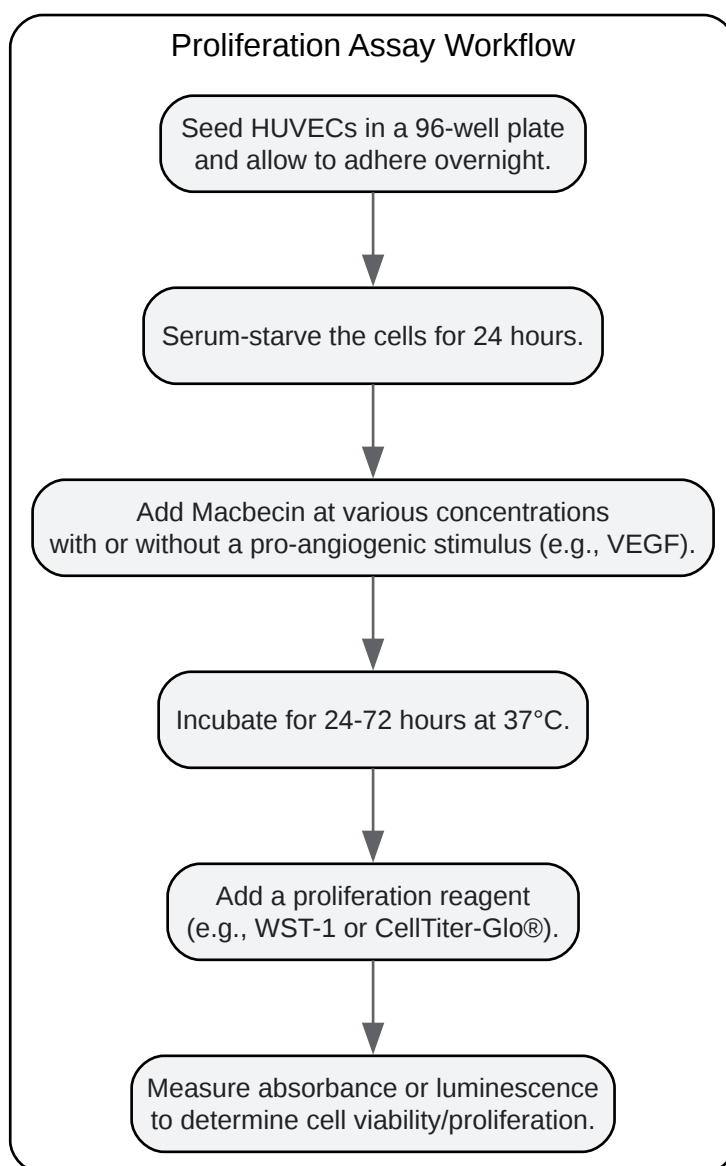 Proliferation Assay Workflow
Seed HUVECs in a 96-well plate
and allow to adhere overnight.
Serum-starve the cells for 24 hours.
Add Macbecin at various concentrations
with or without a pro-angiogenic stimulus (e.g., VEGF).
Incubate for 24-72 hours at 37°C.
Add a proliferation reagent
(e.g., WST-1 or CellTiter-Glo®).
Measure absorbance or luminescence
to determine cell viability/proliferation.